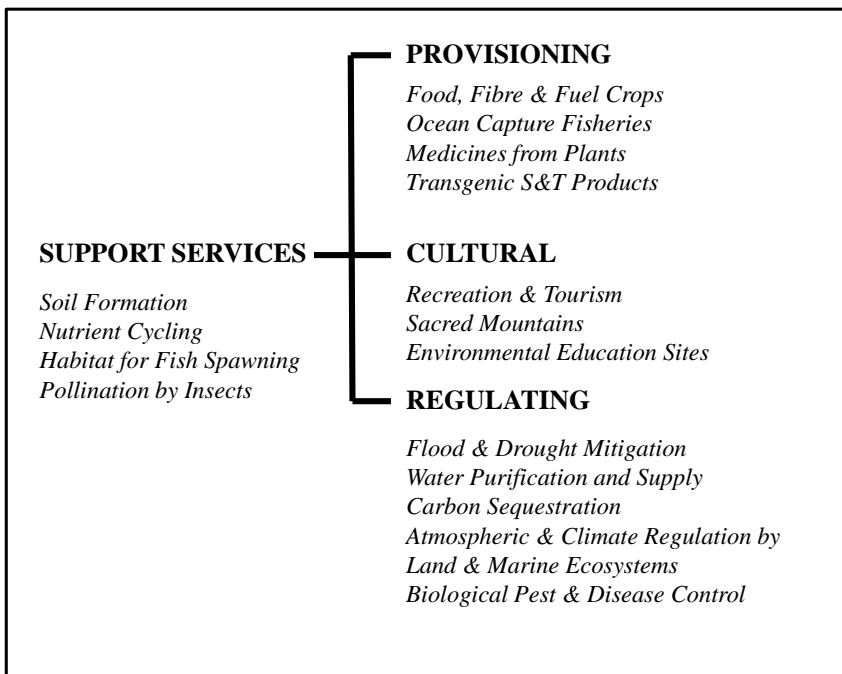 PROVISIONING
Food, Fibre & Fuel Crops
Ocean Capture Fisheries
Medicines from Plants
Transgenic S&T Products
SUPPORT SERVICES
Soil Formation
Nutrient Cycling
Habitat for Fish Spawning
Pollination by Insects
CULTURAL
Recreation & Tourism
Sacred Mountains
Environmental Education Sites
REGULATING
Flood & Drought Mitigation
Water Purification and Supply
Carbon Sequestration
Atmospheric & Climate Regulation by
Land & Marine Ecosystems
Biological Pest & Disease Control